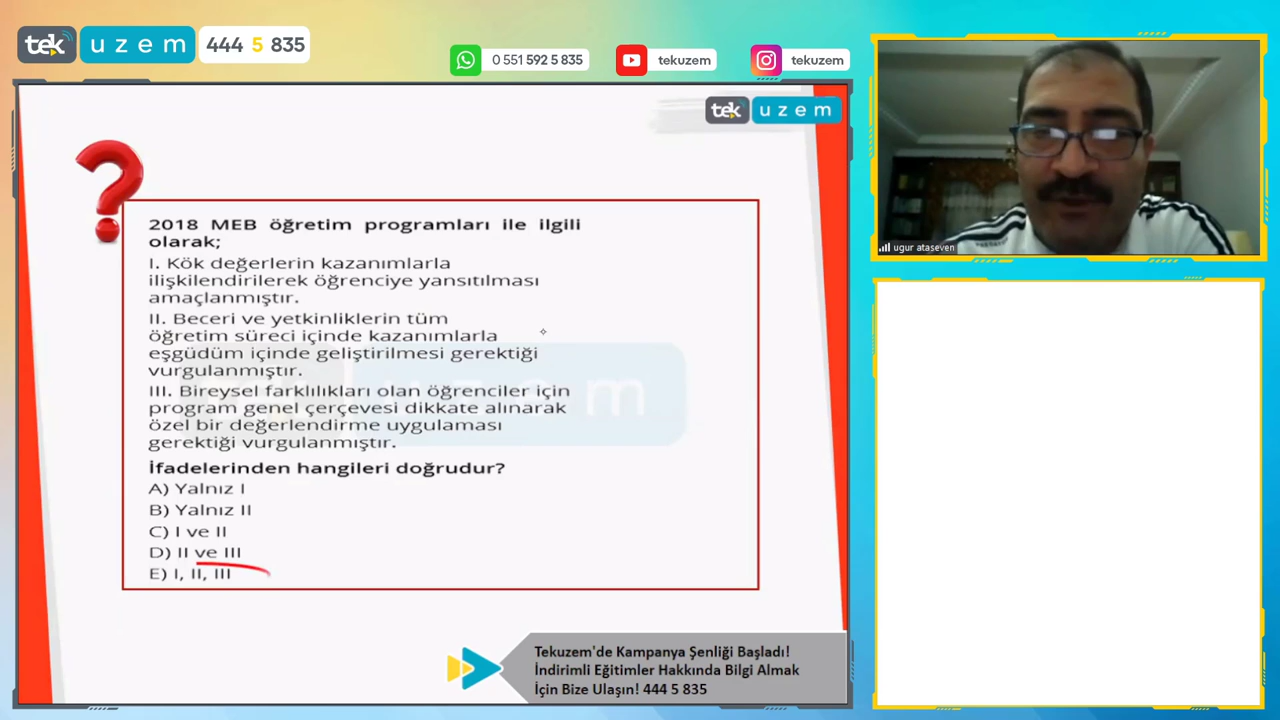 tek uzem 444 5 835
0 551 592 5 835
tekuzem
tekuzem
tek uzem
2018 MEB öğretim programları ile ilgili
olarak;
I. Kök değerlerin kazanımlarla
ilişkilendirilerek öğrenciye yansıtılması
amaçlanmıştır.
II. Beceri ve yetkinliklerin tüm
öğretim süreci içinde kazanımlarla
eşgüdüm içinde geliştirilmesi gerektiği
vurgulanmıştır.
III. Bireysel farklılıkları olan öğrenciler için
program genel çerçevesi dikkate alınarak
özel bir değerlendirme uygulaması
gerektiği vurgulanmıştır.
İfadelerinden hangileri doğrudur?
A) Yalnız I
B) Yalnız II
C) I ve II
D) II ve III
E) I, II, III
Tekuzem'de Kampanya Şenliği Başladı!
İndirimli Eğitimler Hakkında Bilgi Almak
İçin Bize Ulaşın! 444 5 835
ugur ataseven